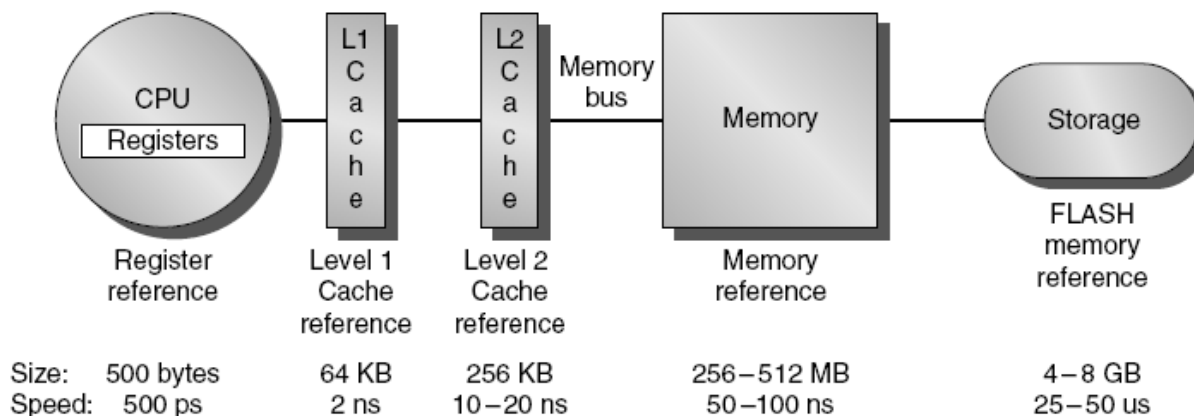 CPU
Registers
L1
C
a
c
h
e
L2
C
a
c
h
e
Memory
bus
Memory
Storage
Register
reference
Level 1
Cache
reference
Level 2
Cache
reference
Memory
reference
FLASH
memory
reference
Size: 500 bytes 64 KB 256 KB 256–512 MB 4–8 GB
Speed: 500 ps 2 ns 10–20 ns 50–100 ns 25–50 us